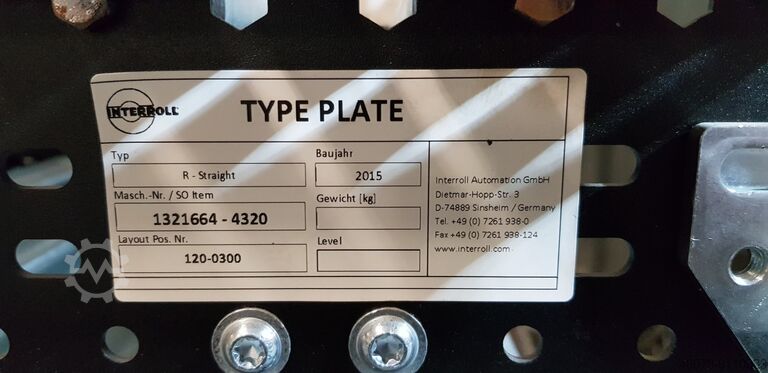 INTERROLL
TYPE PLATE
Typ
R - Straight
Baujahr
2015
Masch.-Nr. / SO Item
1321664 - 4320
Gewicht [kg]
Layout Pos. Nr.
120-0300
Level
Interroll Automation GmbH
Dietmar-Hopp-Str. 3
D-74889 Sinsheim / Germany
Tel. +49 (0) 7261 938-0
Fax +49 (0) 7261 938-124
www.interroll.com